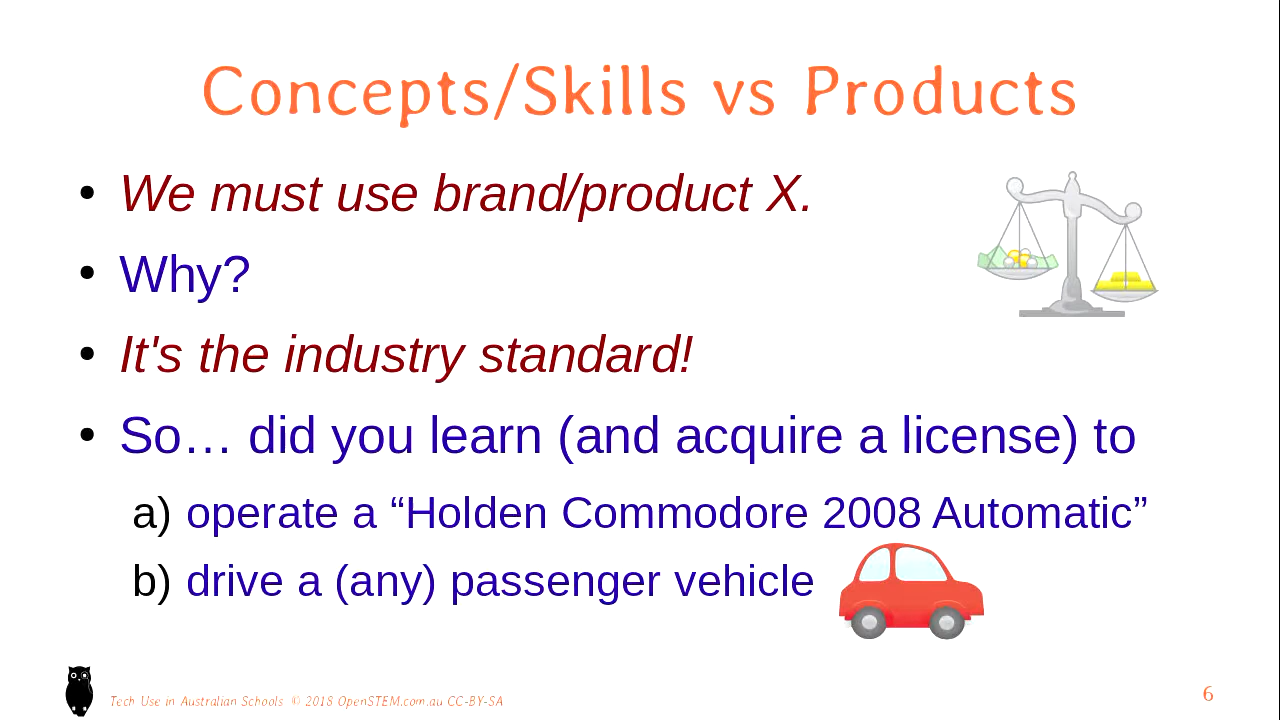 Concepts/Skills vs Products
• We must use brand/product X.
• Why?
• It's the industry standard!
• So… did you learn (and acquire a license) to
a) operate a “Holden Commodore 2008 Automatic”
b) drive a (any) passenger vehicle
Tech Use in Australian Schools © 2018 OpenSTEM.com.au CC-BY-SA
6